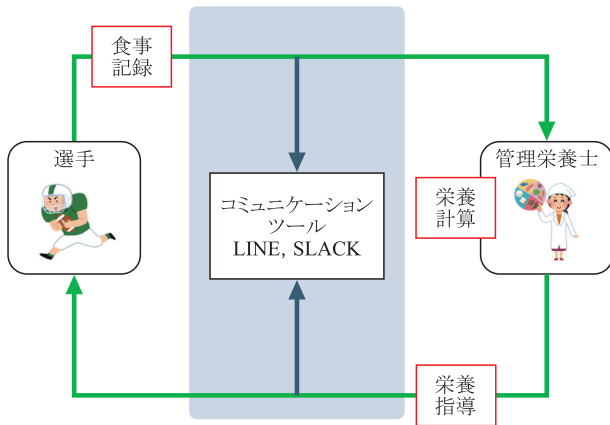 食事
記録
選手
管理栄養士
コミュニケーション
ツール
LINE, SLACK
栄養
計算
栄養
指導